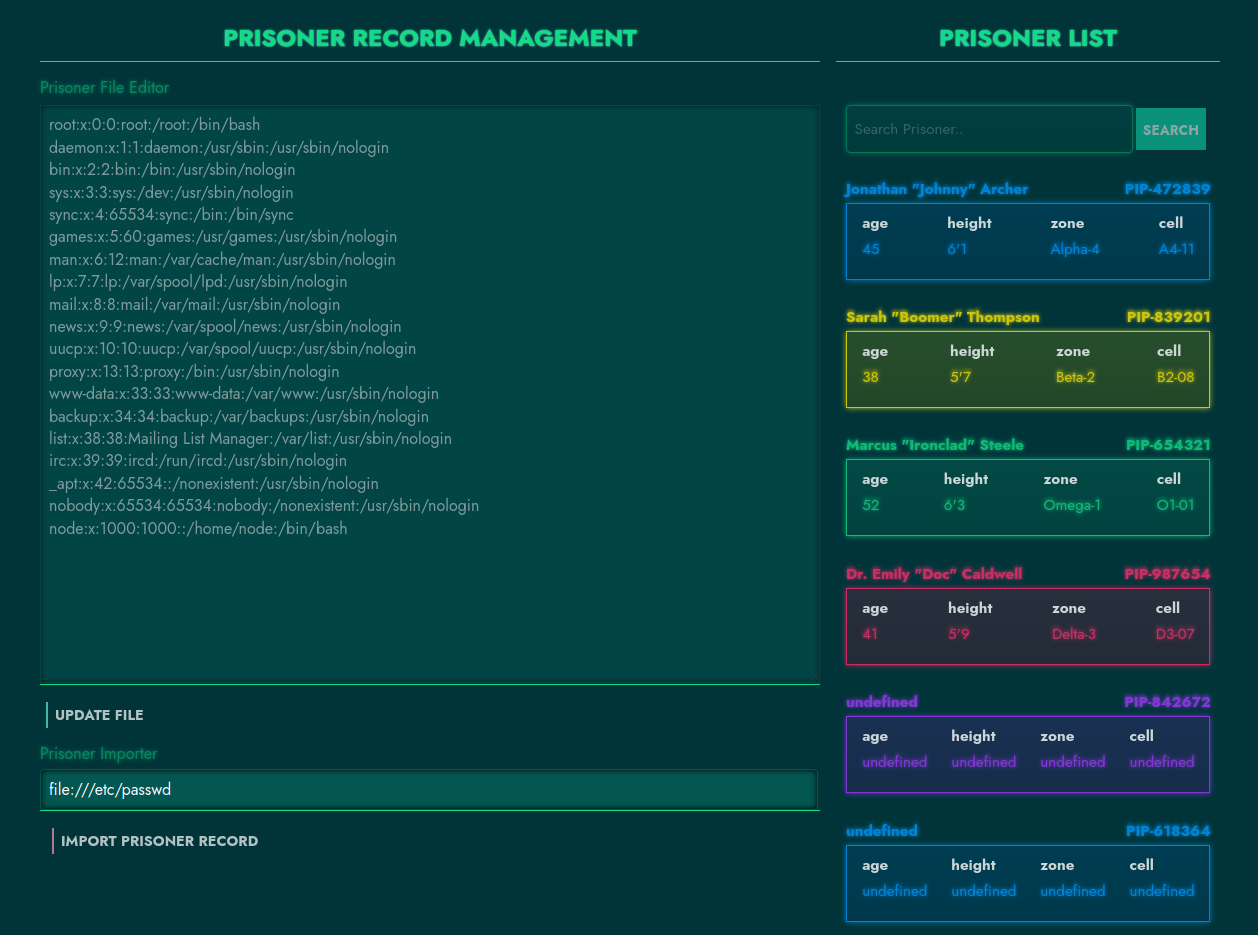 PRISONER RECORD MANAGEMENT
Prisoner File Editor
root:x:0:0:root:/root:/bin/bash
daemon:x:1:1:daemon:/usr/sbin:/usr/sbin/nologin
bin:x:2:2:bin:/bin:/usr/sbin/nologin
sys:x:3:3:sys:/dev:/usr/sbin/nologin
sync:x:4:65534:sync:/bin:/bin/sync
games:x:5:60:games:/usr/games:/usr/sbin/nologin
man:x:6:12:man:/var/cache/man:/usr/sbin/nologin
lp:x:7:7:lp:/var/spool/lpd:/usr/sbin/nologin
mail:x:8:8:mail:/var/mail:/usr/sbin/nologin
news:x:9:9:news:/var/spool/news:/usr/sbin/nologin
uucp:x:10:10:uucp:/var/spool/uucp:/usr/sbin/nologin
proxy:x:13:13:proxy:/bin:/usr/sbin/nologin
www-data:x:33:33:www-data:/var/www:/usr/sbin/nologin
backup:x:34:34:backup:/var/backups:/usr/sbin/nologin
list:x:38:38:Mailing List Manager:/var/list:/usr/sbin/nologin
irc:x:39:39:ircd:/run/ircd:/usr/sbin/nologin
_apt:x:42:65534::/nonexistent:/usr/sbin/nologin
nobody:x:65534:65534:nobody:/nonexistent:/usr/sbin/nologin
node:x:1000:1000::/home/node:/bin/bash
UPDATE FILE
Prisoner Importer
file:///etc/passwd
IMPORT PRISONER RECORD
PRISONER LIST
Search Prisoner.. SEARCH
Jonathan "Johnny" Archer PIP-472839
age height zone cell
45 6'1 Alpha-4 A4-11
Sarah "Boomer" Thompson PIP-839201
age height zone cell
38 5'7 Beta-2 B2-08
Marcus "Ironclad" Steele PIP-654321
age height zone cell
52 6'3 Omega-1 O1-01
Dr. Emily "Doc" Caldwell PIP-987654
age height zone cell
41 5'9 Delta-3 D3-07
undefined PIP-842672
age height zone cell
undefined undefined undefined undefined
undefined PIP-618364
age height zone cell
undefined undefined undefined undefined